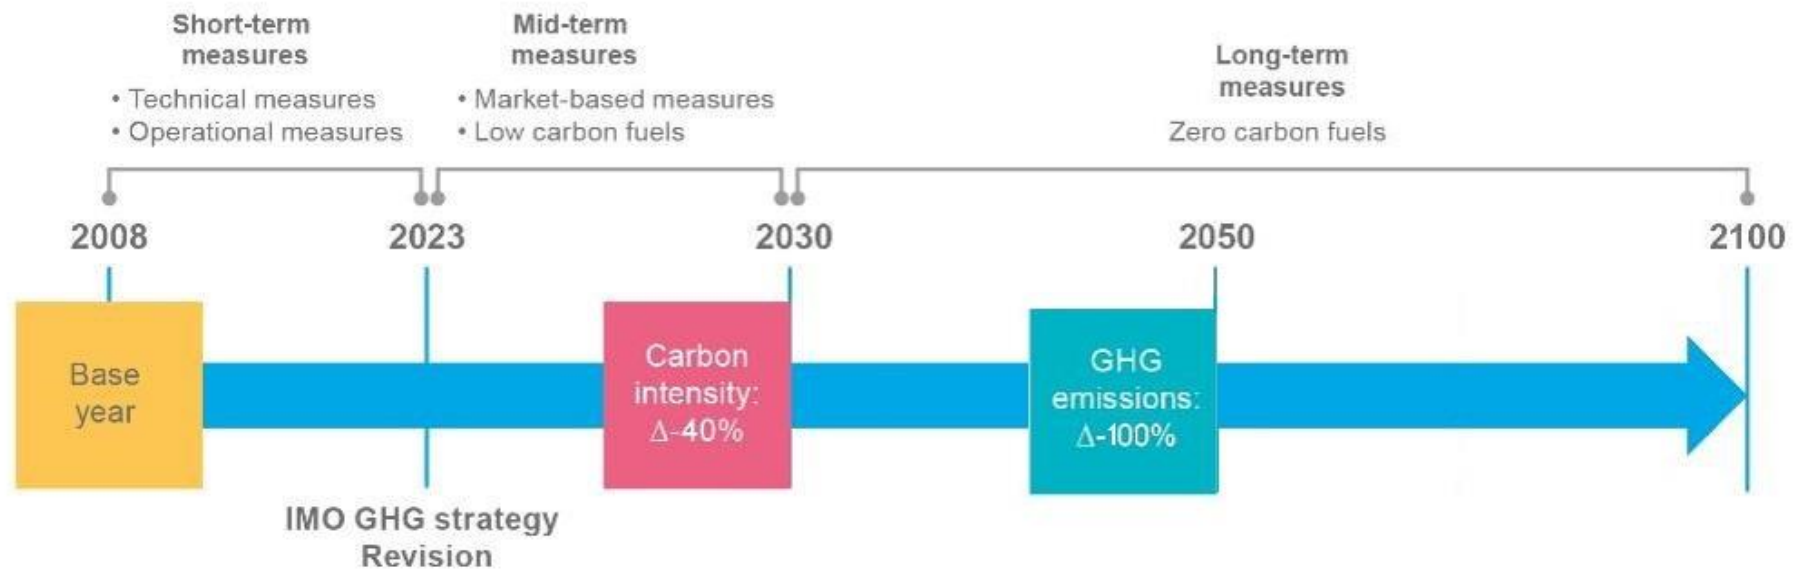 Short-term
measures
• Technical measures
• Operational measures
Mid-term
measures
• Market-based measures
• Low carbon fuels
Long-term
measures
Zero carbon fuels
2008
2023
2030
2050
2100
Base
year
Carbon
intensity:
Δ-40%
GHG
emissions:
Δ-100%
IMO GHG strategy
Revision